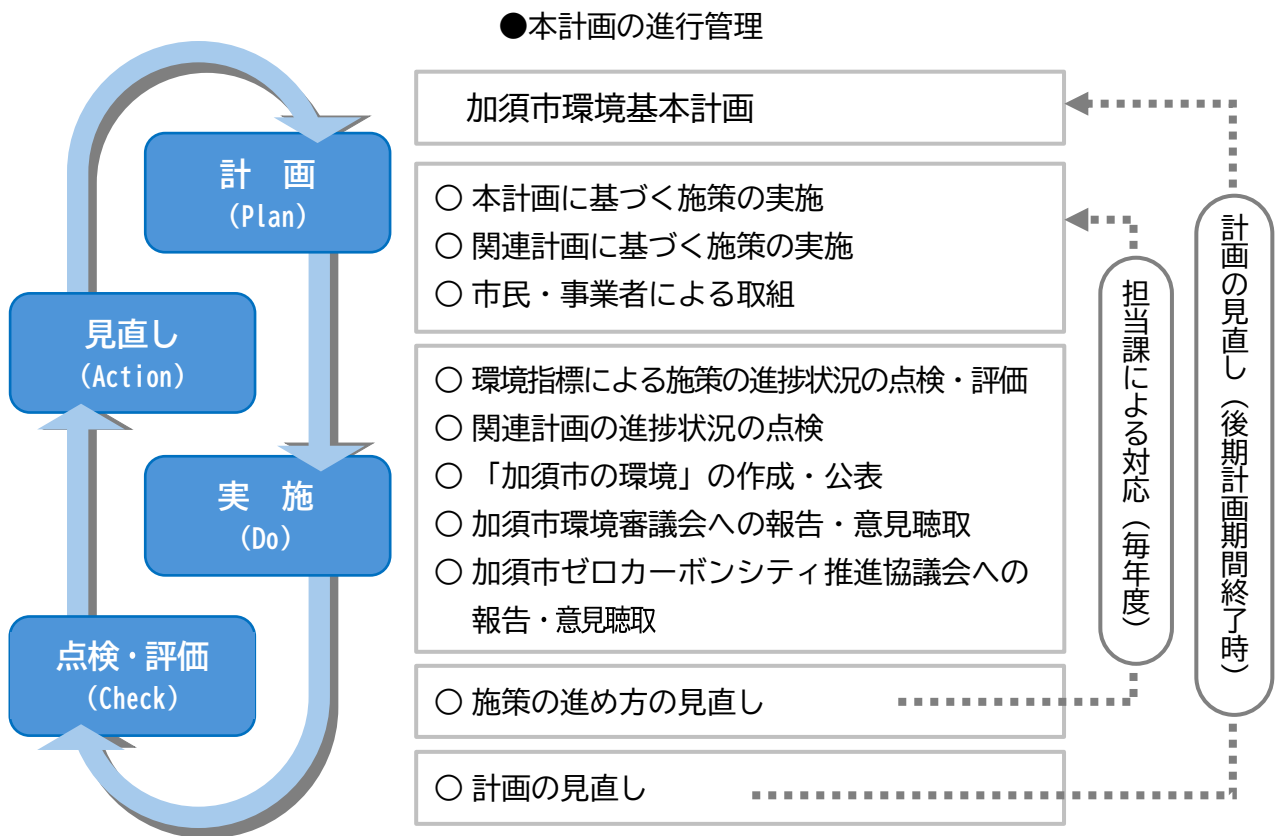 ●本計画の進行管理
計　画
(Plan)
実　施
(Do)
点検・評価
(Check)
見直し
(Action)
加須市環境基本計画
○ 本計画に基づく施策の実施
○ 関連計画に基づく施策の実施
○ 市民・事業者による取組
○ 環境指標による施策の進捗状況の点検・評価
○ 関連計画の進捗状況の点検
○ 「加須市の環境」の作成・公表
○ 加須市環境審議会への報告・意見聴取
○ 加須市ゼロカーボンシティ推進協議会への
報告・意見聴取
○ 施策の進め方の見直し
○ 計画の見直し
担当課による対応（毎年度）
計画の見直し（後期計画期間終了時）